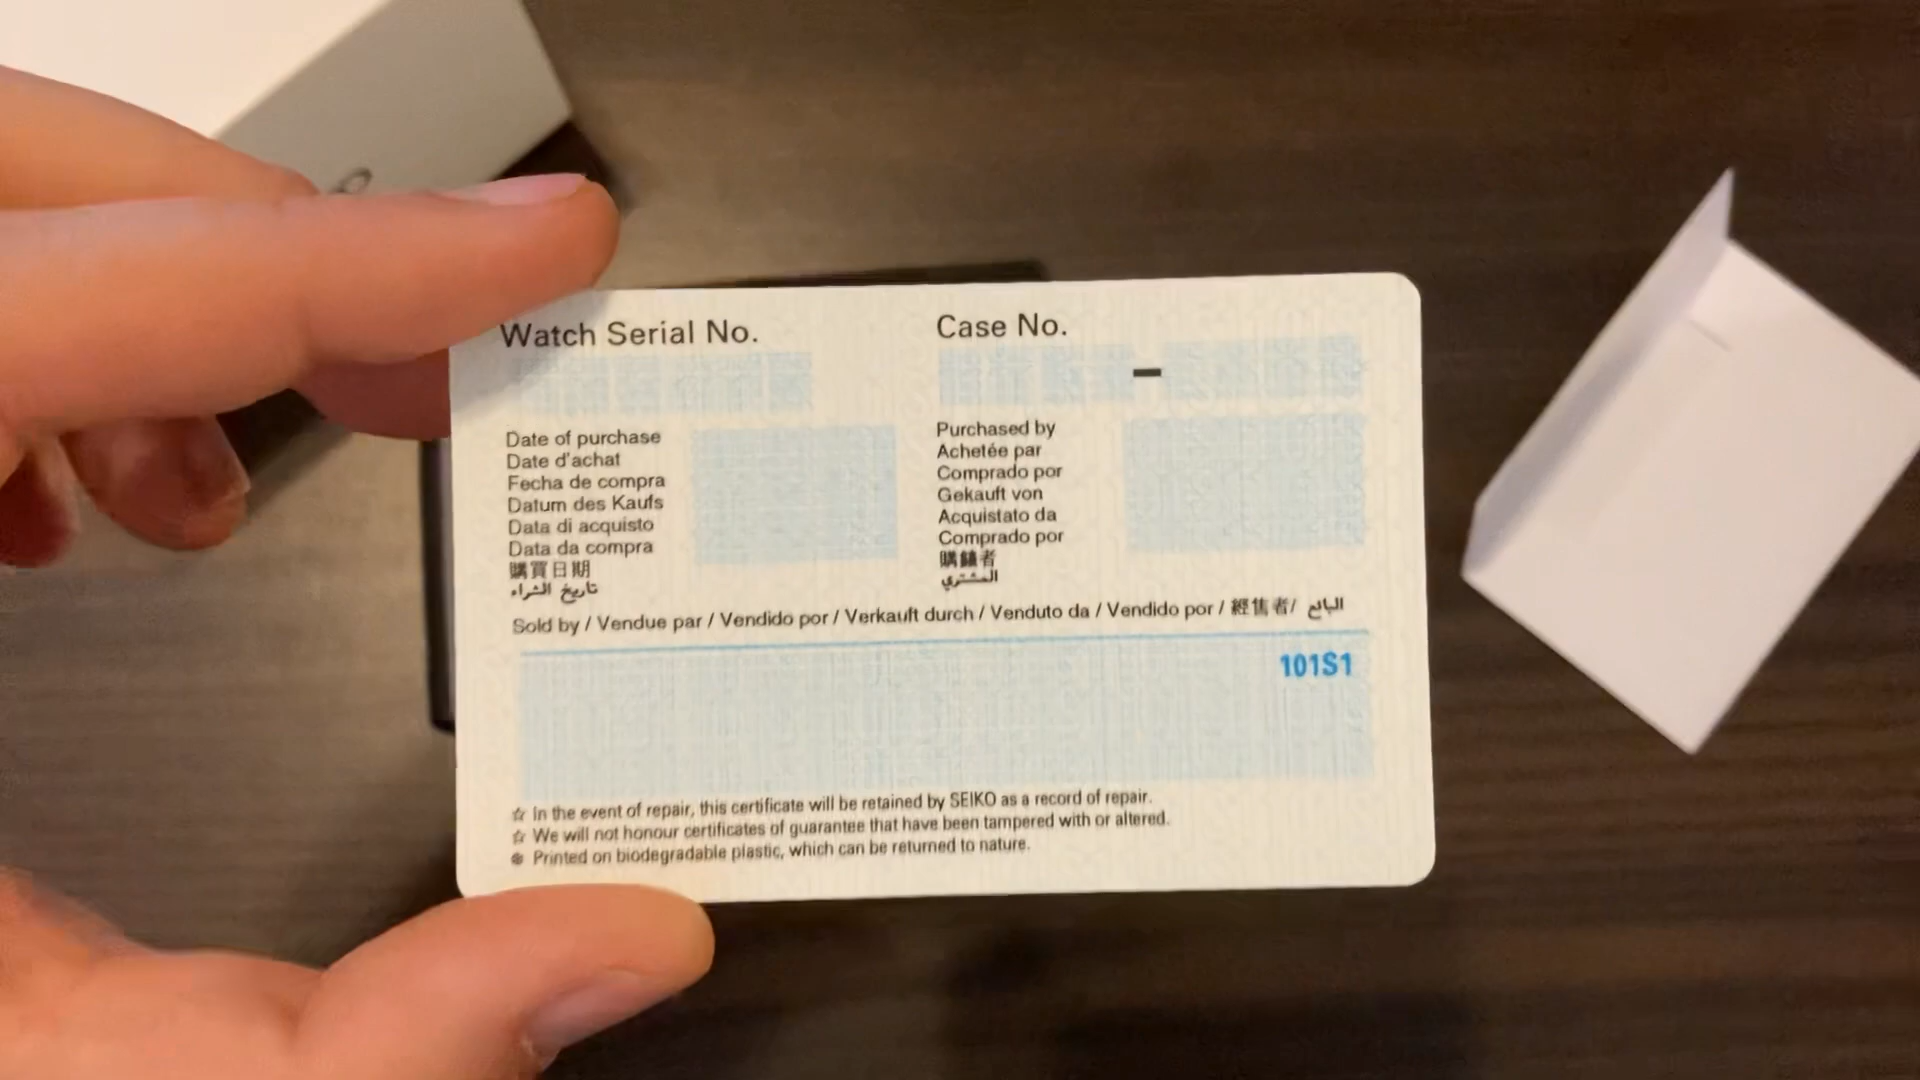 Watch Serial No.
Case No.
Date of purchase
Date d'achat
Fecha de compra
Datum des Kaufs
Data di acquisto
Data da compra
購買日期
تاريخ الشراء
–
Purchased by
Achetée par
Comprado por
Gekauft von
Acquistato da
Comprado por
المشتري
Sold by / Vendue par / Vendido por / Verkauft durch / Venduto da / Vendido por / 經售者/ البائع
101S1
☆ In the event of repair, this certificate will be retained by SEIKO as a record of repair.
☆ We will not honour certificates of guarantee that have been tampered with or altered.
Printed on biodegradable plastic, which can be returned to nature.